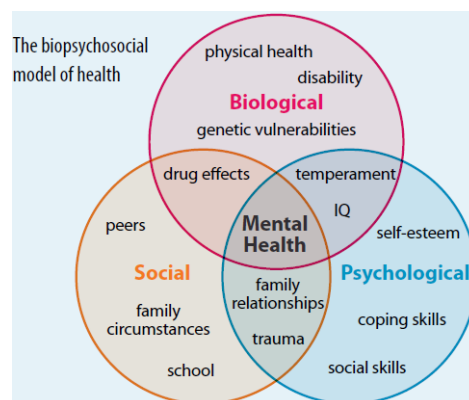 The biopsychosocial
model of health
physical health
disability
Biological
genetic vulnerabilities
drug effects
temperament
IQ
peers
Mental
Health
self-esteem
Social
Psychological
family
relationships
family
circumstances
coping skills
trauma
school
social skills